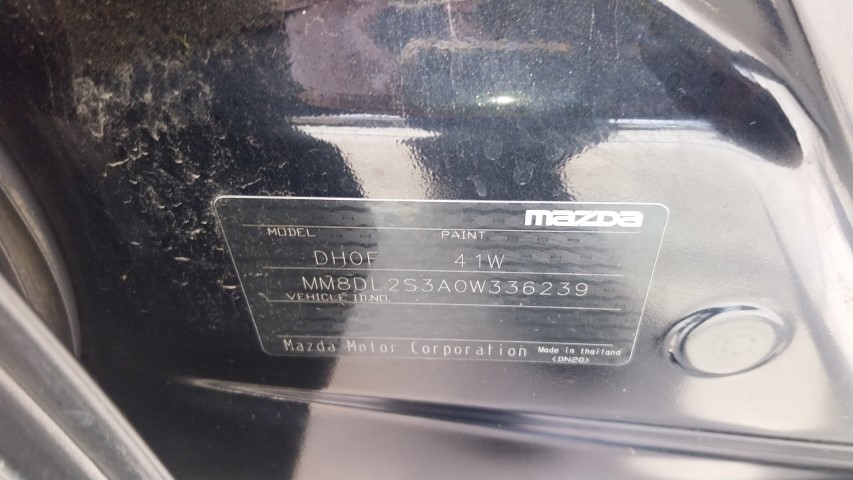 mazda
MODEL PAINT
DH0F 41W
MM8DL2S3A0W336239
VEHICLE ID.NO.
Mazda Motor Corporation Made in thailand
<DN20>